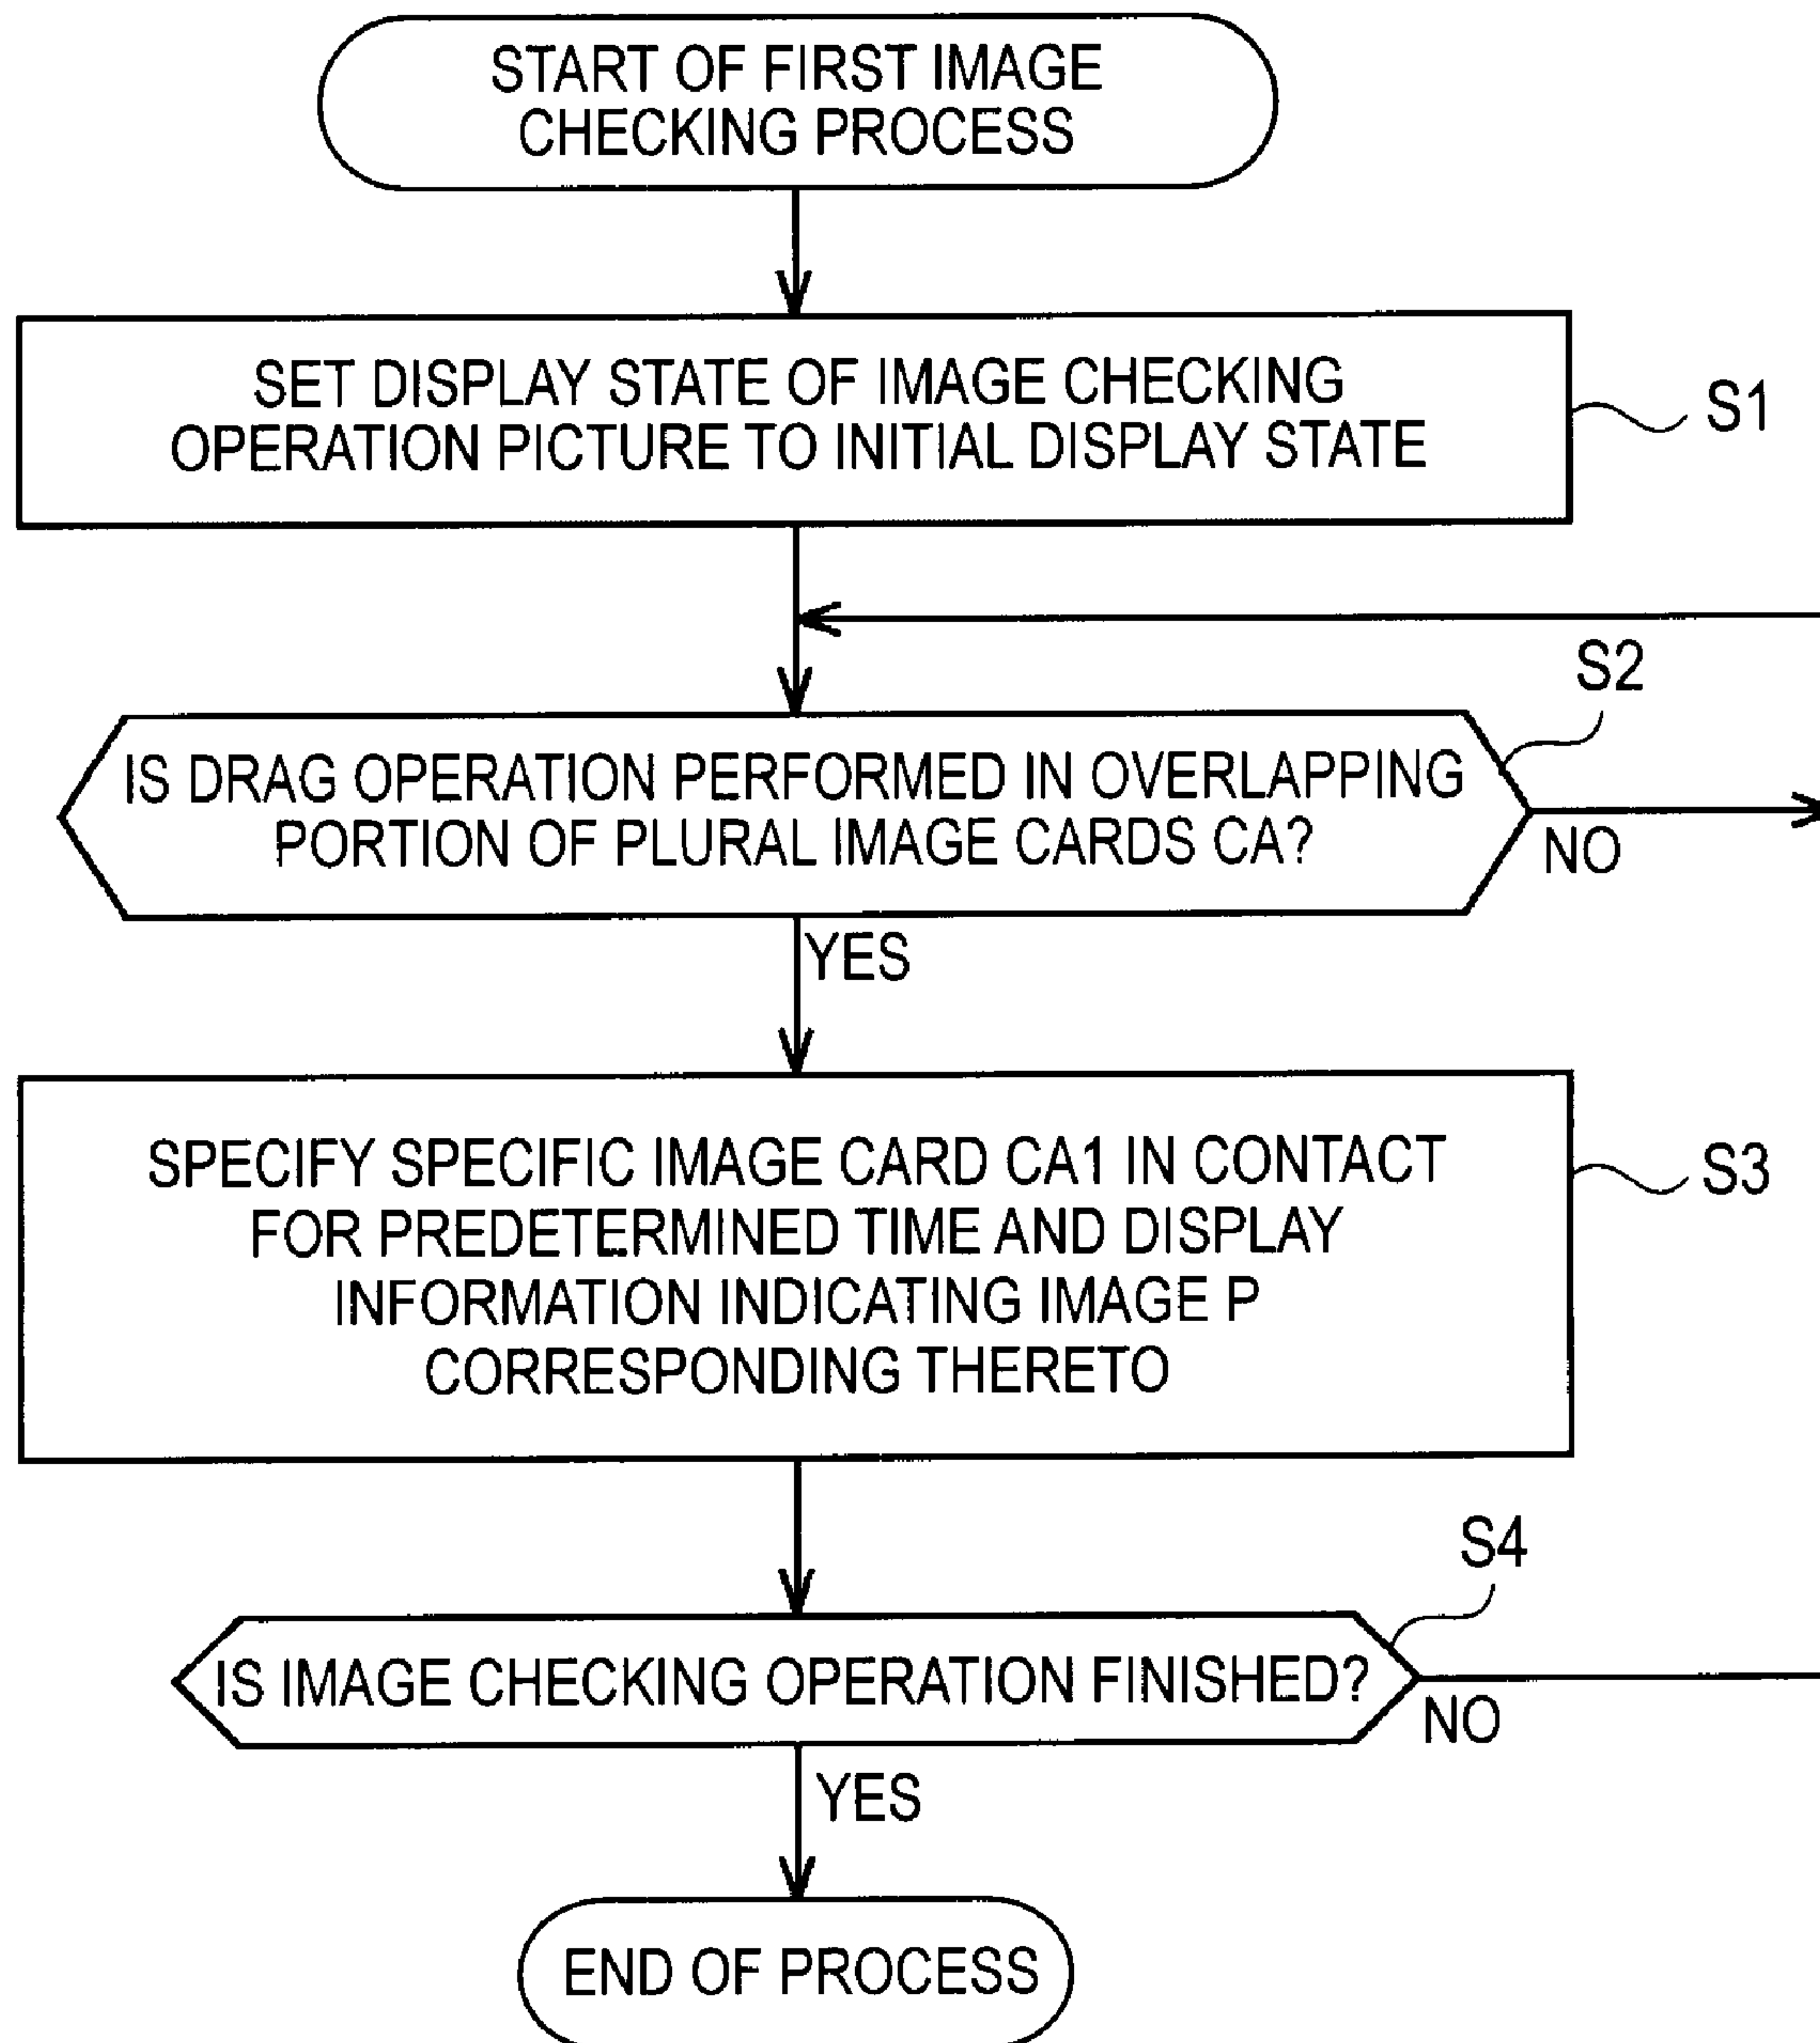 START OF FIRST IMAGE
CHECKING PROCESS
SET DISPLAY STATE OF IMAGE CHECKING
OPERATION PICTURE TO INITIAL DISPLAY STATE
S1
S2
IS DRAG OPERATION PERFORMED IN OVERLAPPING
PORTION OF PLURAL IMAGE CARDS CA?
NO
YES
SPECIFY SPECIFIC IMAGE CARD CA1 IN CONTACT
FOR PREDETERMINED TIME AND DISPLAY
INFORMATION INDICATING IMAGE P
CORRESPONDING THERETO
S3
S4
IS IMAGE CHECKING OPERATION FINISHED?
NO
YES
END OF PROCESS